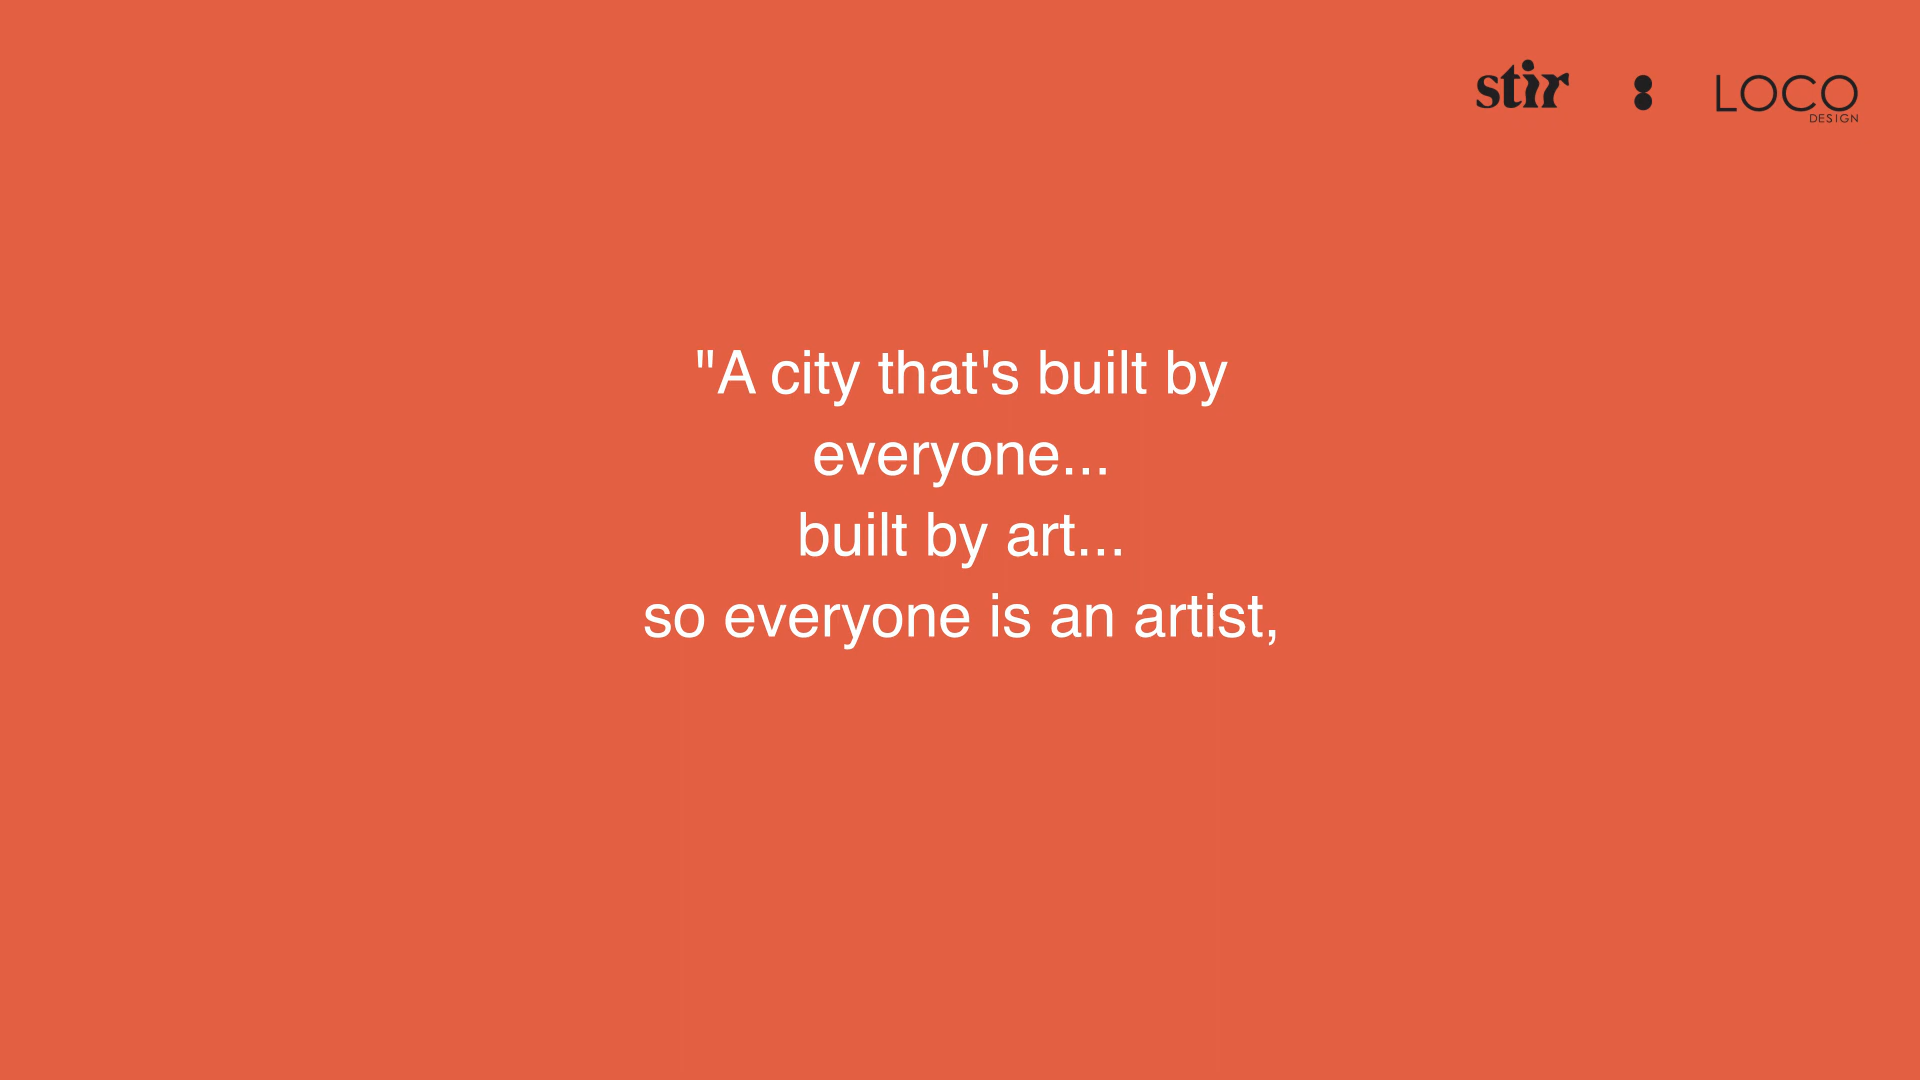 stir
LOCO
DESIGN
"A city that's built by
everyone...
built by art...
so everyone is an artist,